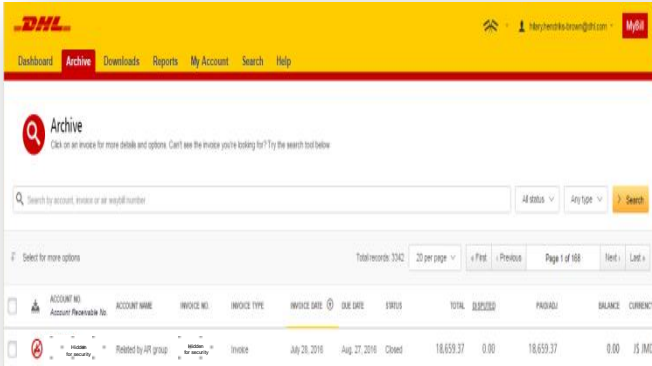 DHL
hilary.hendriks-brown@dhl.com
MyBill
Dashboard Archive Downloads Reports My Account Search Help
Archive
Click on an invoice for more details and options. Can't see the invoice you're looking for? Try the search tool below
Search by account, invoice or air waybill number
All status
Any type
Search
Select for more options
Total records: 3342
20 per page
« First
‹ Previous
Page 1 of 168
Next ›
Last »
ACCOUNT NO.
Account Receivable No.
ACCOUNT NAME
INVOICE NO.
INVOICE TYPE
INVOICE DATE
DUE DATE
STATUS
TOTAL
DISPUTED
PAID/ADJ
BALANCE
CURRENCY
Hidden
for security
Related by AR group
Hidden
for security
Invoice
July 28, 2016
Aug. 27, 2016
Closed
18,659.37
0.00
18,659.37
0.00
J$ JMD